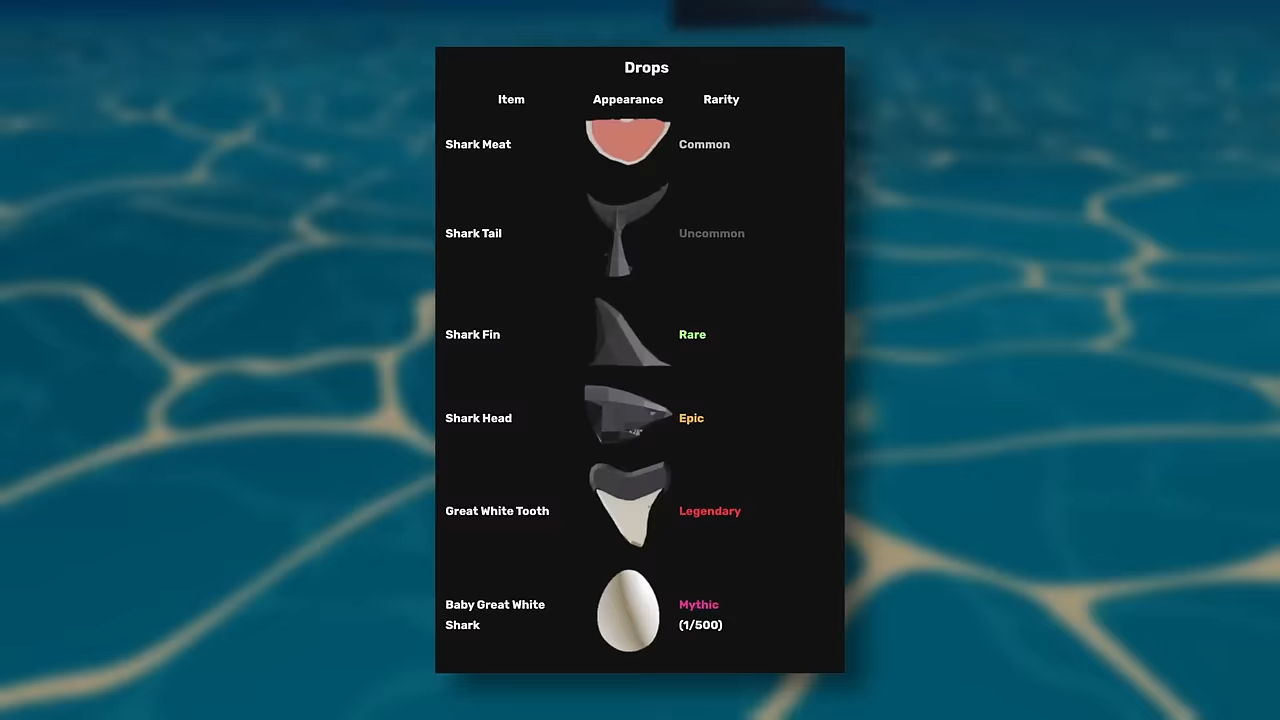 Drops
Item Appearance Rarity
Shark Meat Common
Shark Tail Uncommon
Shark Fin Rare
Shark Head Epic
Great White Tooth Legendary
Baby Great White Mythic
Shark (1/500)